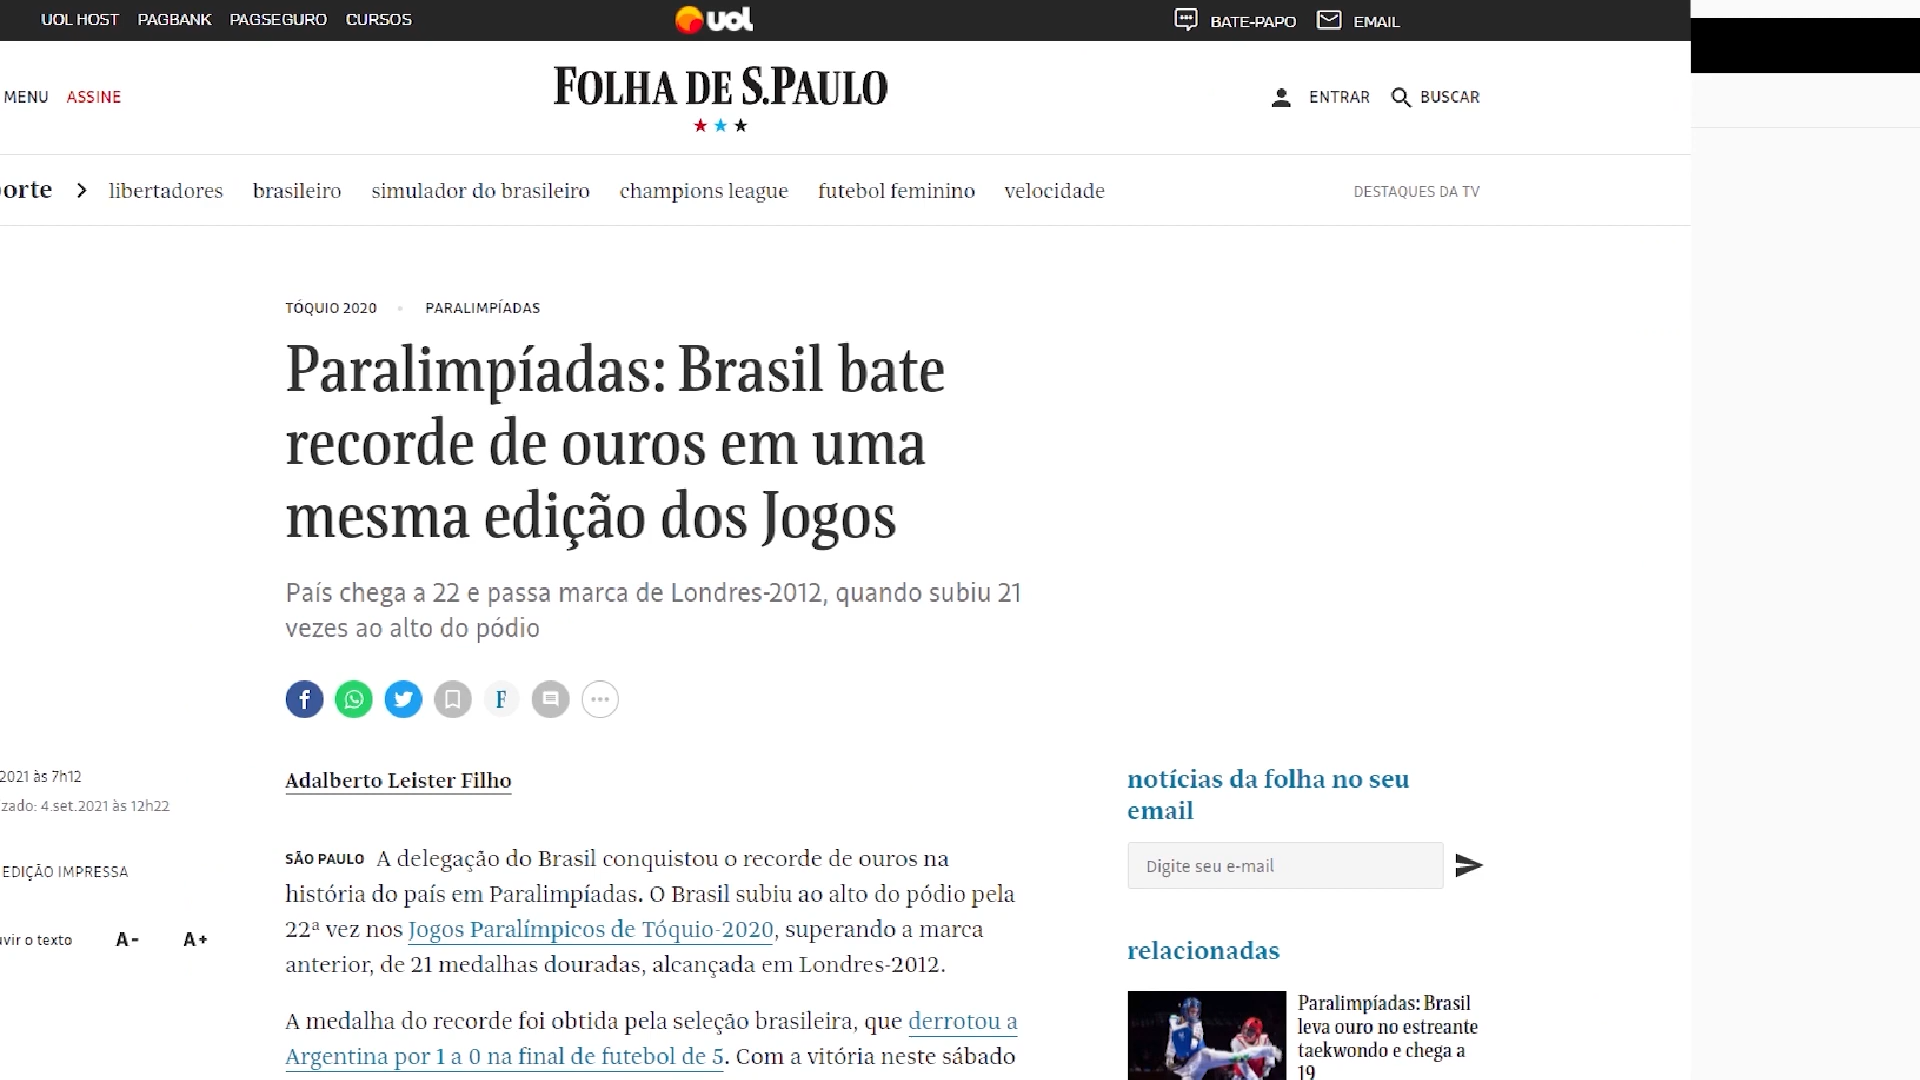 UOL HOST PAGBANK PAGSEGURO CURSOS
uol
BATE-PAPO EMAIL
MENU ASSINE
FOLHA DE S.PAULO
ENTRAR BUSCAR
orte libertadores brasileiro simulador do brasileiro champions league futebol feminino velocidade
DESTAQUES DA TV
TÓQUIO 2020 PARALIMPÍADAS
Paralimpíadas: Brasil bate
recorde de ouros em uma
mesma edição dos Jogos
País chega a 22 e passa marca de Londres-2012, quando subiu 21
vezes ao alto do pódio
F
2021 às 7h12
zado: 4.set.2021 às 12h22
EDIÇÃO IMPRESSA
vir o texto A- A+
Adalberto Leister Filho
SÃO PAULO A delegação do Brasil conquistou o recorde de ouros na
história do país em Paralimpíadas. O Brasil subiu ao alto do pódio pela
22ª vez nos Jogos Paralímpicos de Tóquio-2020, superando a marca
anterior, de 21 medalhas douradas, alcançada em Londres-2012.
A medalha do recorde foi obtida pela seleção brasileira, que derrotou a
Argentina por 1 a 0 na final de futebol de 5. Com a vitória neste sábado
notícias da folha no seu
email
Digite seu e-mail
relacionadas
Paralimpíadas: Brasil
leva ouro no estreante
taekwondo e chega a
19